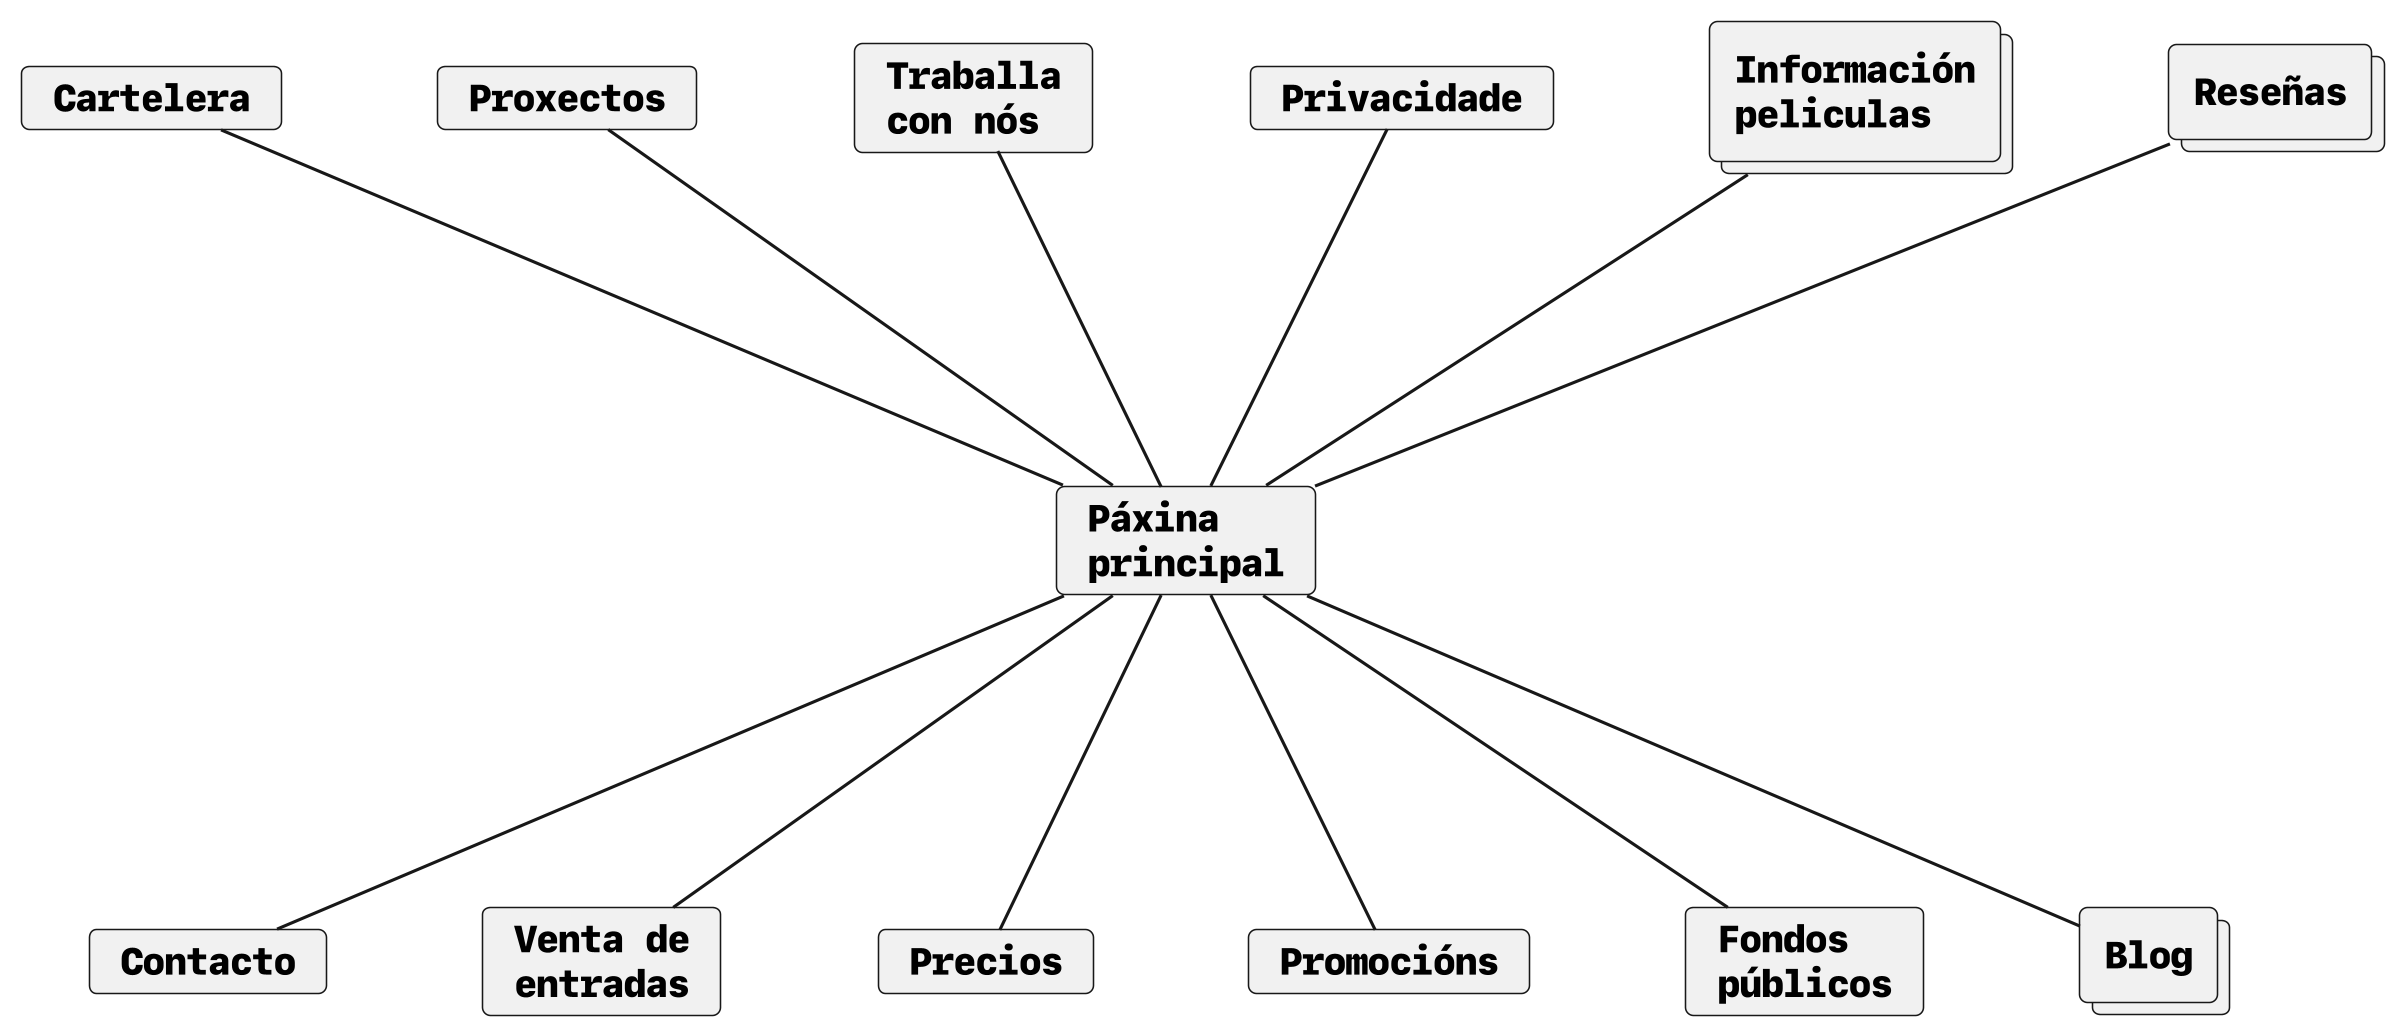 Cartelera
Proxectos
Traballa
con nós
Privacidade
Información
peliculas
Reseñas
Páxina
principal
Contacto
Venta de
entradas
Precios
Promocións
Fondos
públicos
Blog